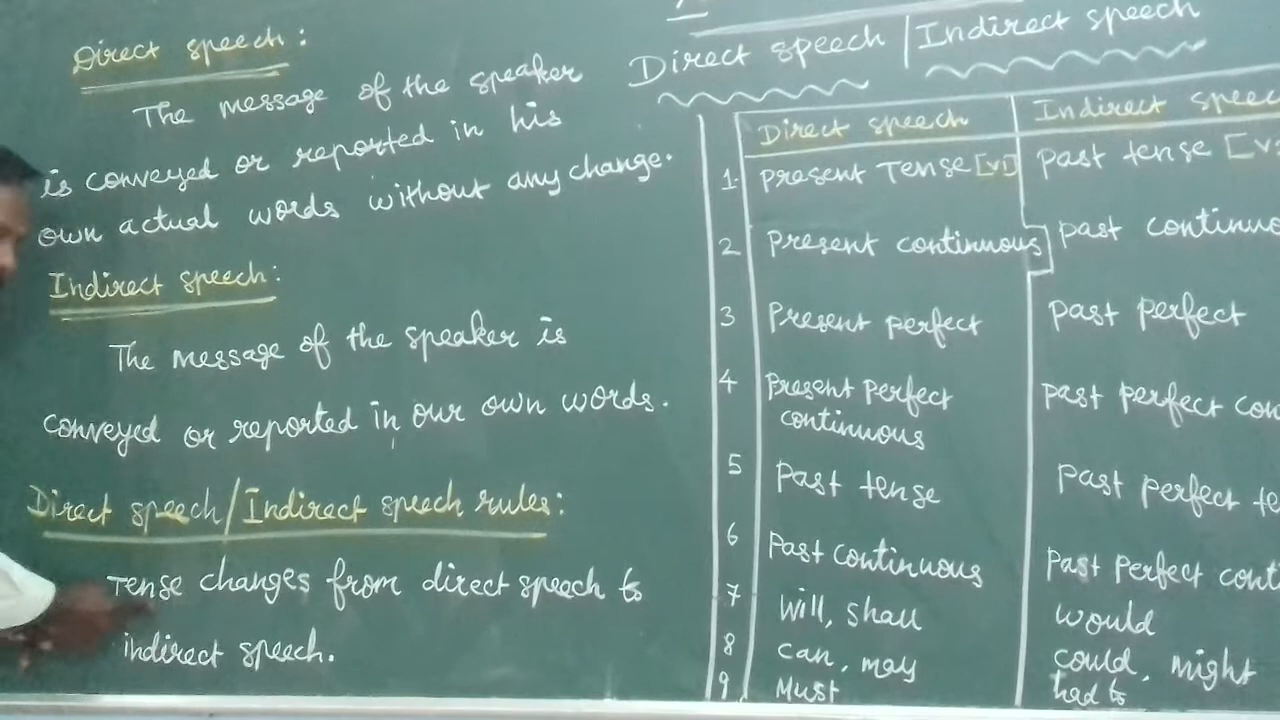 Direct speech:
The message of the speaker
is conveyed or reported in his
own actual words without any change.
Indirect speech:
The message of the speaker is
conveyed or reported in our own words.
Direct speech/Indirect speech rules:
Tense changes from direct speech to
indirect speech.
Direct speech/Indirect speech
Direct speech Indirect
1. Present Tense [v1] Past tense
2 Present continuous Past
3 Present perfect Past perfect
4 Present perfect Past perfect
continuous
5 Past tense Past perfect
6 Past continuous Past Perfect
7 Will, shall would
8 can, may could, might
9 Must had to